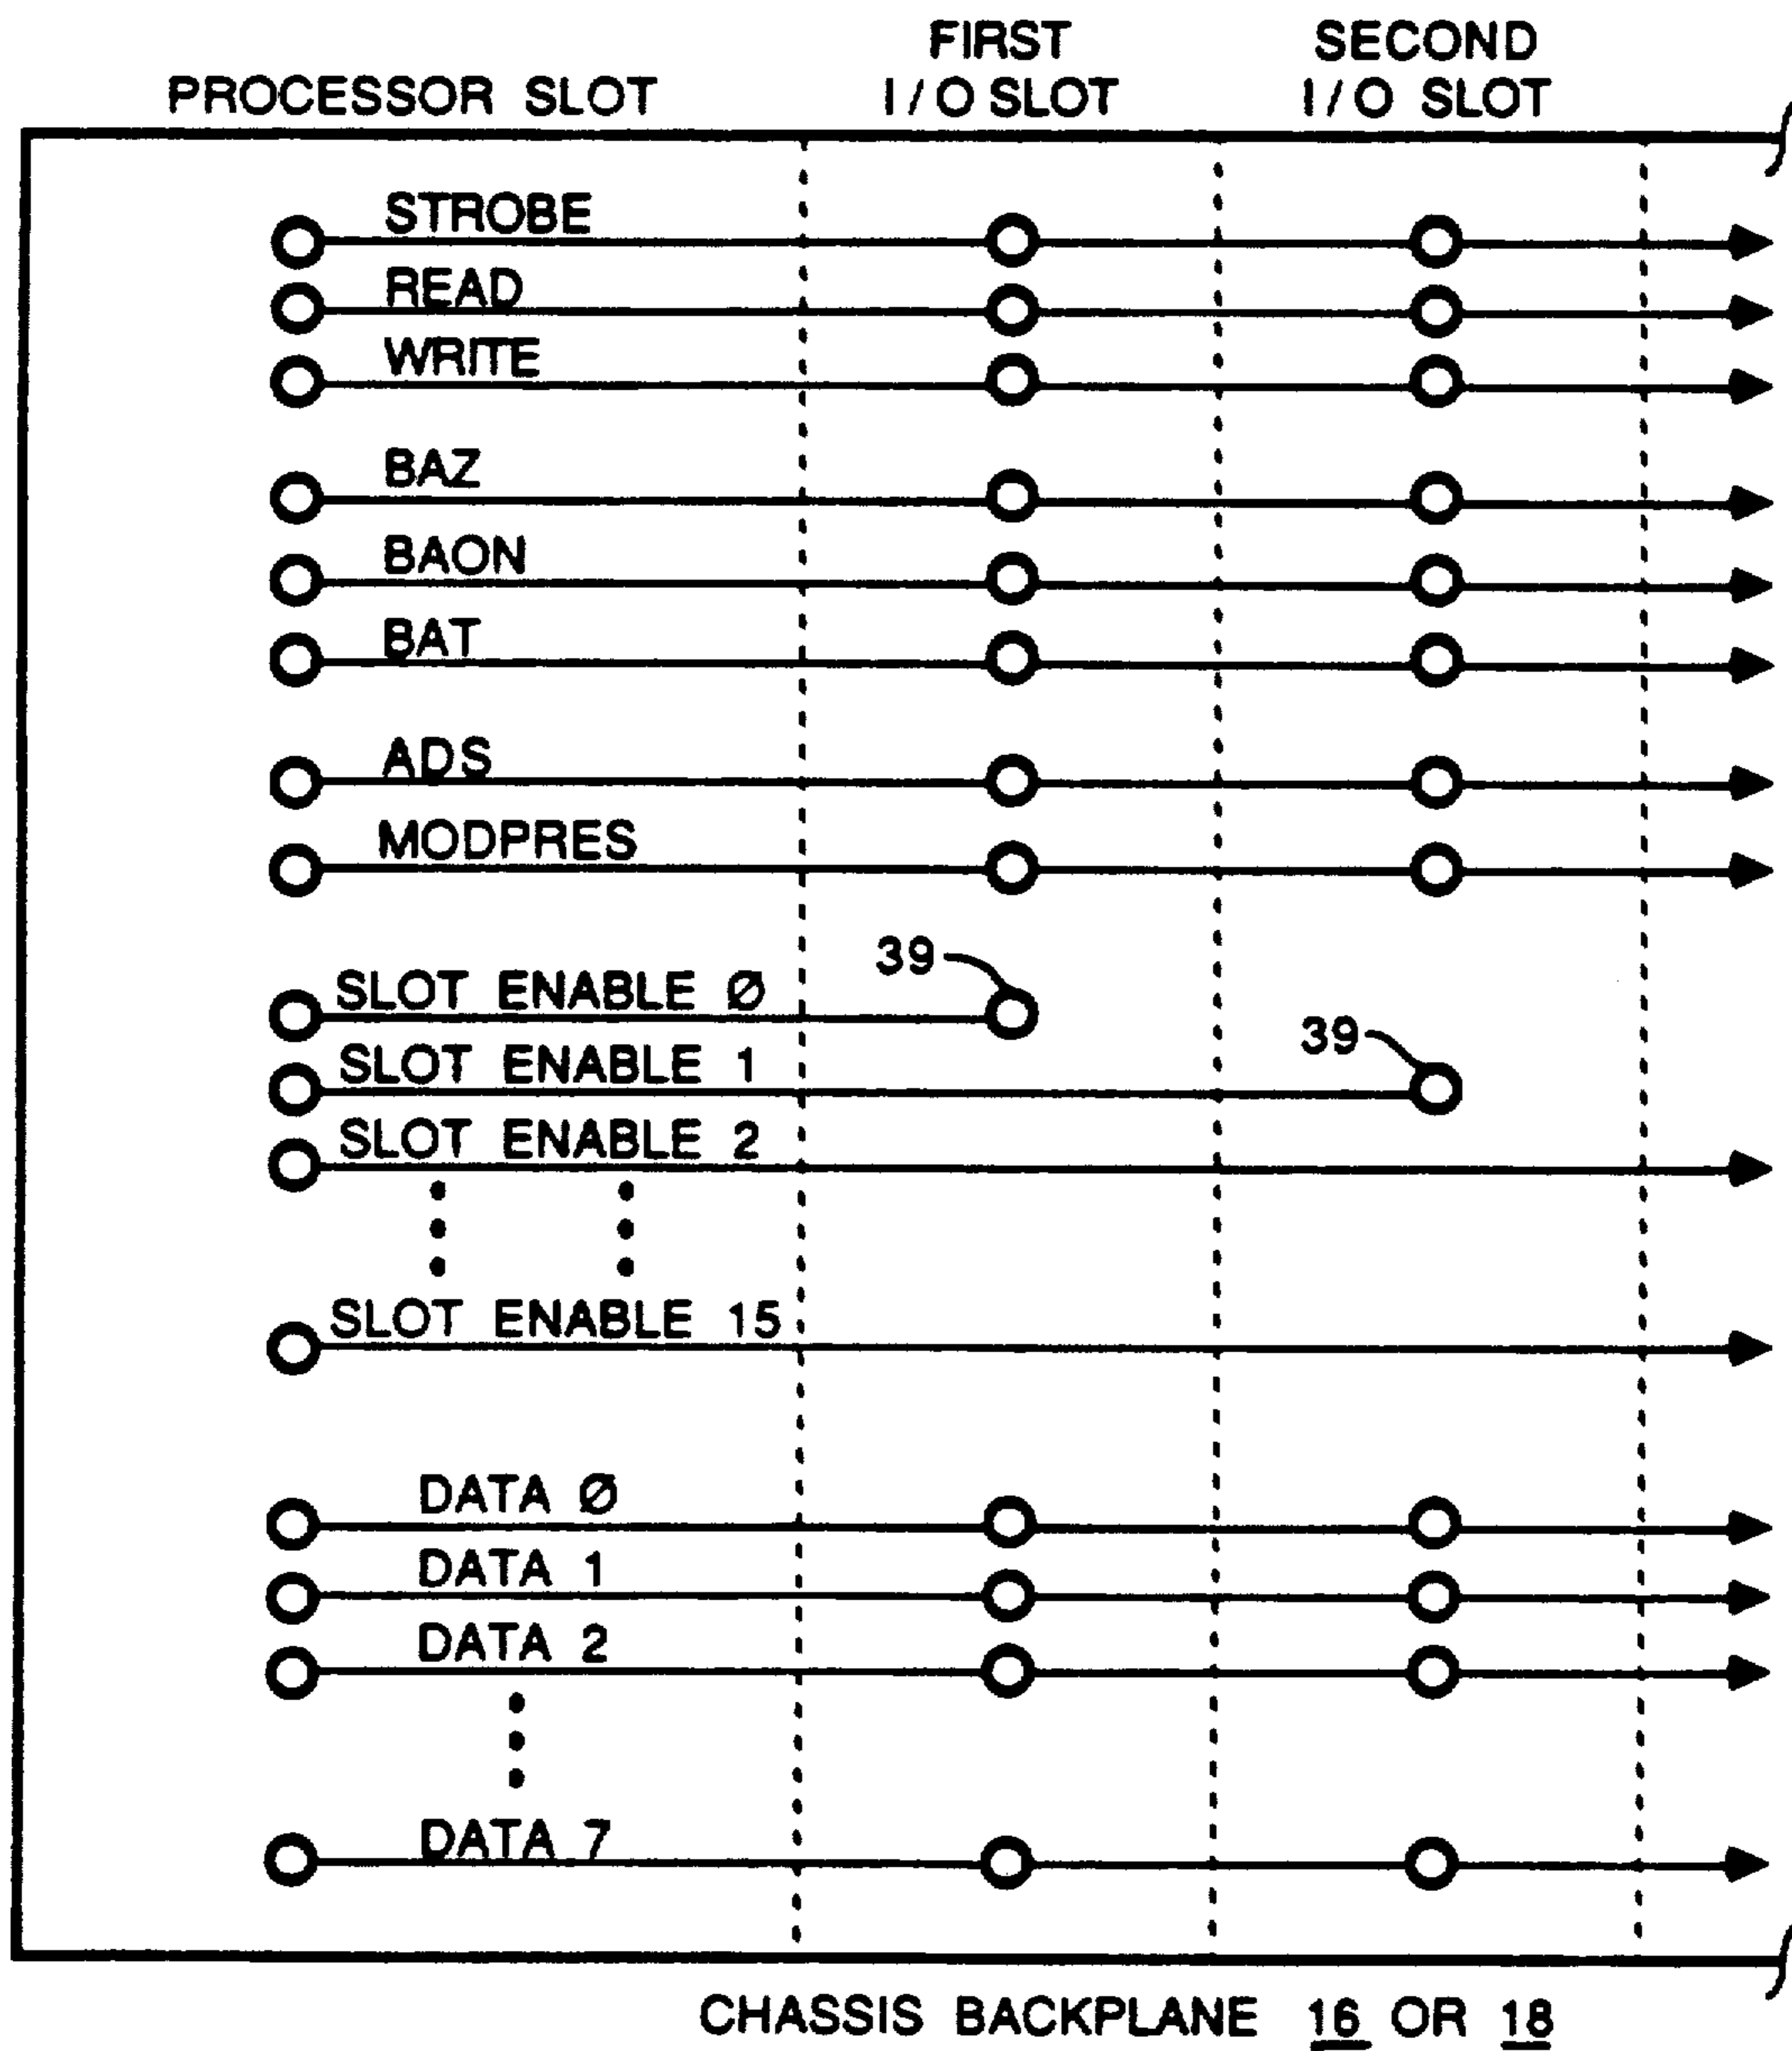 PROCESSOR SLOT
FIRST
I/O SLOT
SECOND
I/O SLOT
STROBE
READ
WRITE
BAZ
BAON
BAT
ADS
MODPRES
SLOT ENABLE Ø
39
SLOT ENABLE 1
39
SLOT ENABLE 2
SLOT ENABLE 15
DATA Ø
DATA 1
DATA 2
DATA 7
CHASSIS BACKPLANE 16 OR 18